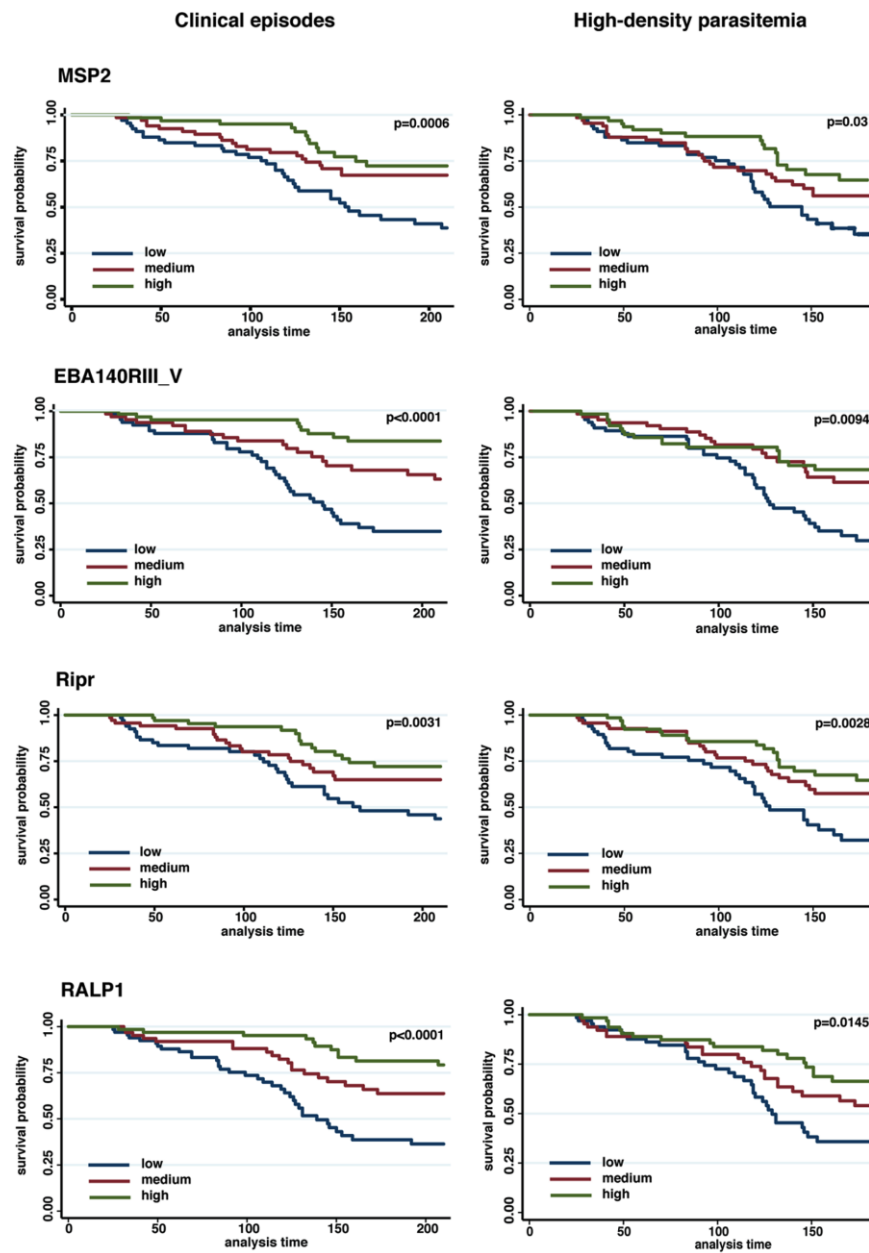 Clinical episodes
High-density parasitemia
MSP2
survival probability
0.00 0.25 0.50 0.75 1.00
p=0.0006
low
medium
high
0 50 100 150 200
analysis time
survival probability
0.00 0.25 0.50 0.75 1.00
p=0.03
low
medium
high
0 50 100 150
analysis time
EBA140RIII_V
survival probability
0.00 0.25 0.50 0.75 1.00
p<0.0001
low
medium
high
0 50 100 150 200
analysis time
survival probability
0.00 0.25 0.50 0.75 1.00
p=0.0094
low
medium
high
0 50 100 150
analysis time
Ripr
survival probability
0.00 0.25 0.50 0.75 1.00
p=0.0031
low
medium
high
0 50 100 150 200
analysis time
survival probability
0.00 0.25 0.50 0.75 1.00
p=0.0028
low
medium
high
0 50 100 150
analysis time
RALP1
survival probability
0.00 0.25 0.50 0.75 1.00
p<0.0001
low
medium
high
0 50 100 150 200
analysis time
survival probability
0.00 0.25 0.50 0.75 1.00
p=0.0145
low
medium
high
0 50 100 150
analysis time